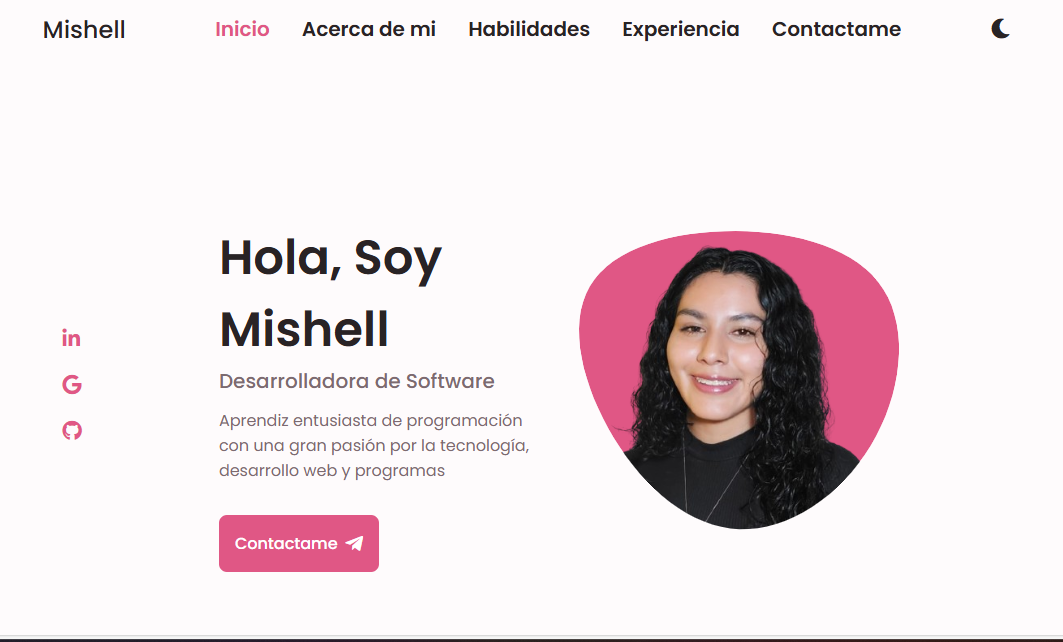 Mishell Inicio Acerca de mi Habilidades Experiencia Contactame
Hola, Soy
Mishell
Desarrolladora de Software
Aprendiz entusiasta de programación
con una gran pasión por la tecnología,
desarrollo web y programas
Contactame